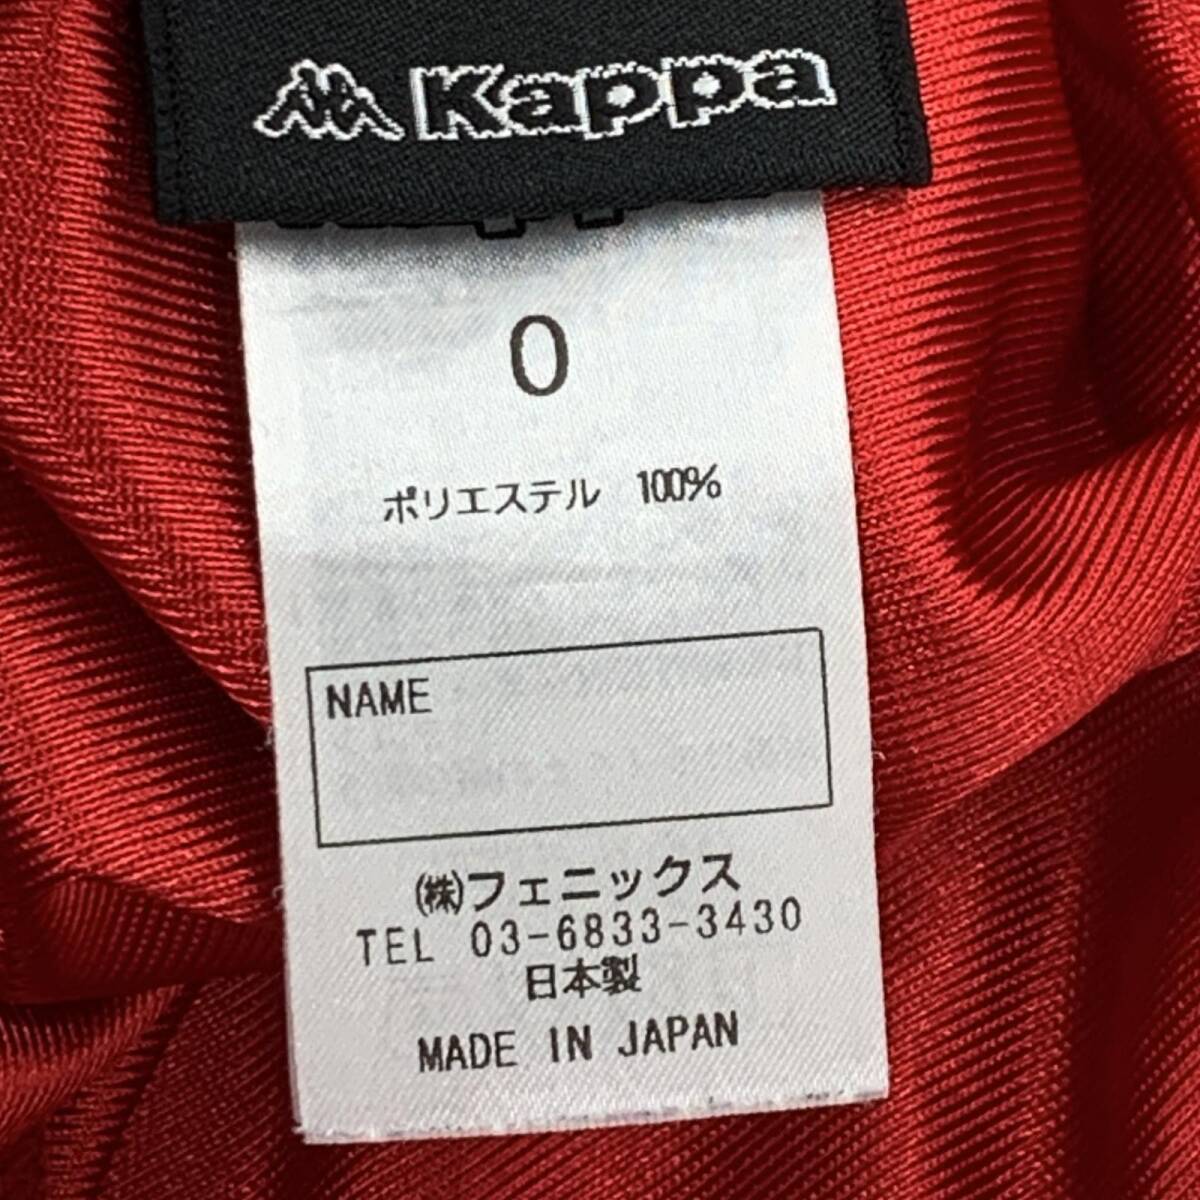 Kappa
0
ポリエステル 100%
NAME
㈱フェニックス
TEL 03-6833-3430
日本製
MADE IN JAPAN